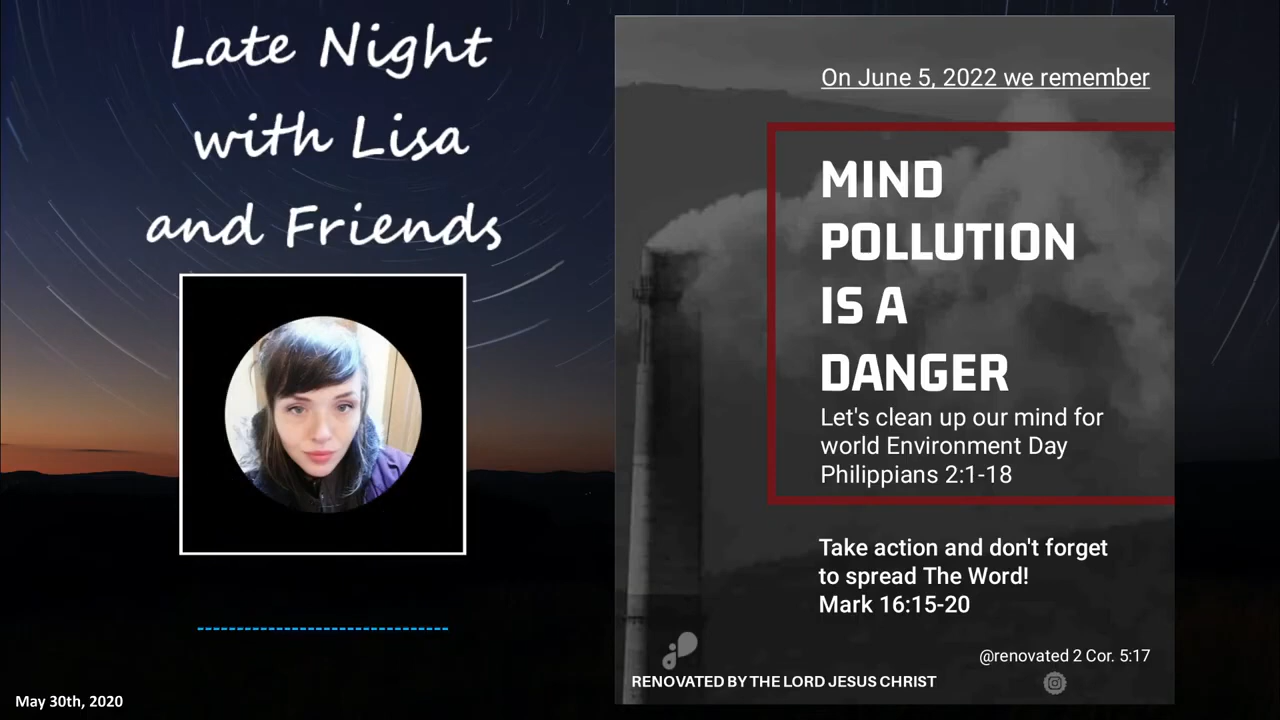 Late Night
with Lisa
and Friends
May 30th, 2020
On June 5, 2022 we remember
MIND
POLLUTION
IS A
DANGER
Let's clean up our mind for
world Environment Day
Philippians 2:1-18
Take action and don't forget
to spread The Word!
Mark 16:15-20
@renovated 2 Cor. 5:17
RENOVATED BY THE LORD JESUS CHRIST